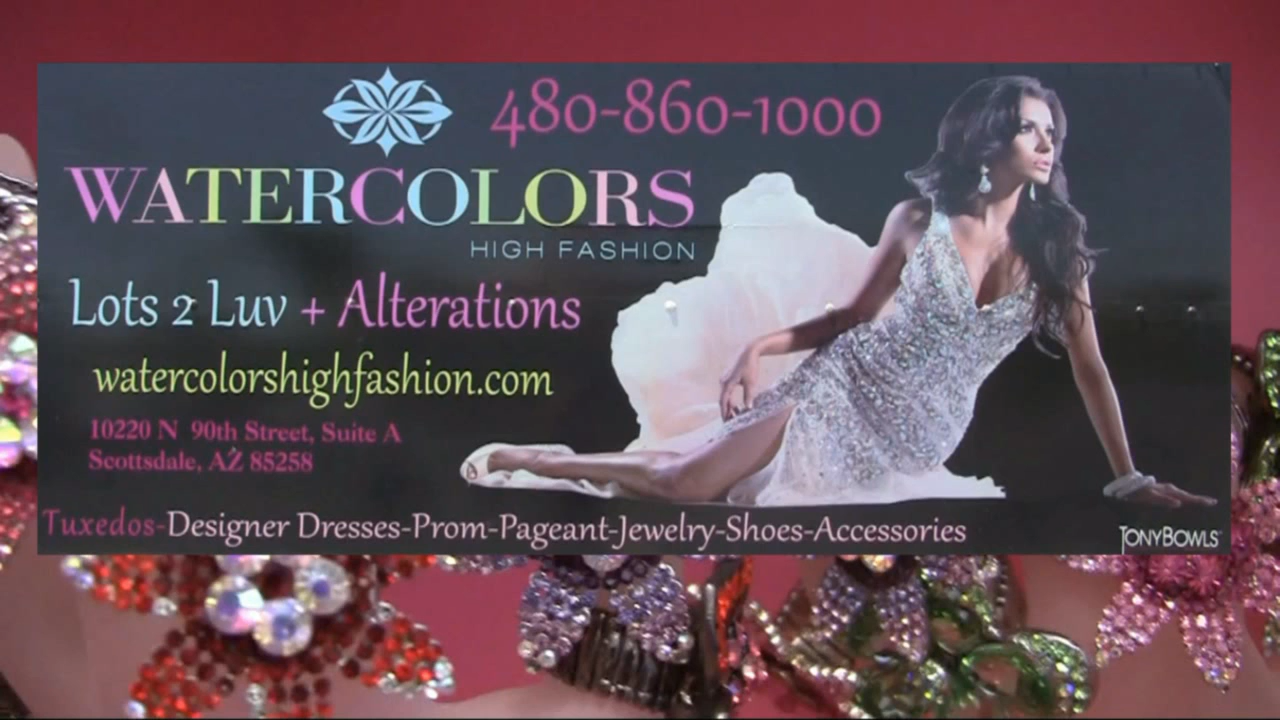 480-860-1000
WATERCOLORS
HIGH FASHION
Lots 2 Luv + Alterations
watercolorshighfashion.com
10220 N 90th Street, Suite A
Scottsdale, AZ 85258
Tuxedos-Designer Dresses-Prom-Pageant-Jewelry-Shoes-Accessories
TONYBOWLS